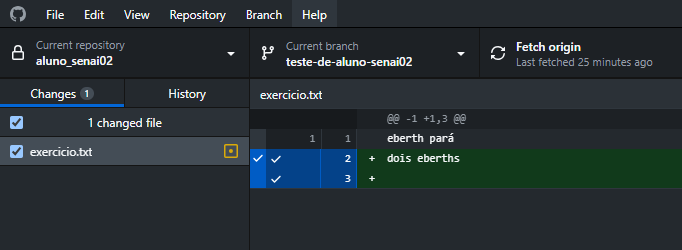 File Edit View Repository Branch Help
Current repository
aluno_senai02
Current branch
teste-de-aluno-senai02
Fetch origin
Last fetched 25 minutes ago
Changes 1 History
1 changed file
exercicio.txt
exercicio.txt
@@ -1 +1,3 @@
1 1 eberth pará
2 + dois eberths
3 +